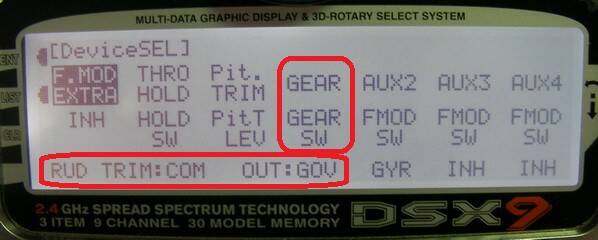 MULTI-DATA GRAPHIC DISPLAY & 3D-ROTARY SELECT SYSTEM
[DeviceSEL]
F.MOD THRO Pit. GEAR AUX2 AUX3 AUX4
EXTRA HOLD TRIM
INH HOLD PitT GEAR FMOD FMOD FMOD
SW LEV SW SW SW SW
RUD TRIM:COM OUT:GOV GYR INH INH
2.4 GHz SPREAD SPECTRUM TECHNOLOGY
3 ITEM 9 CHANNEL 30 MODEL MEMORY
DSX9